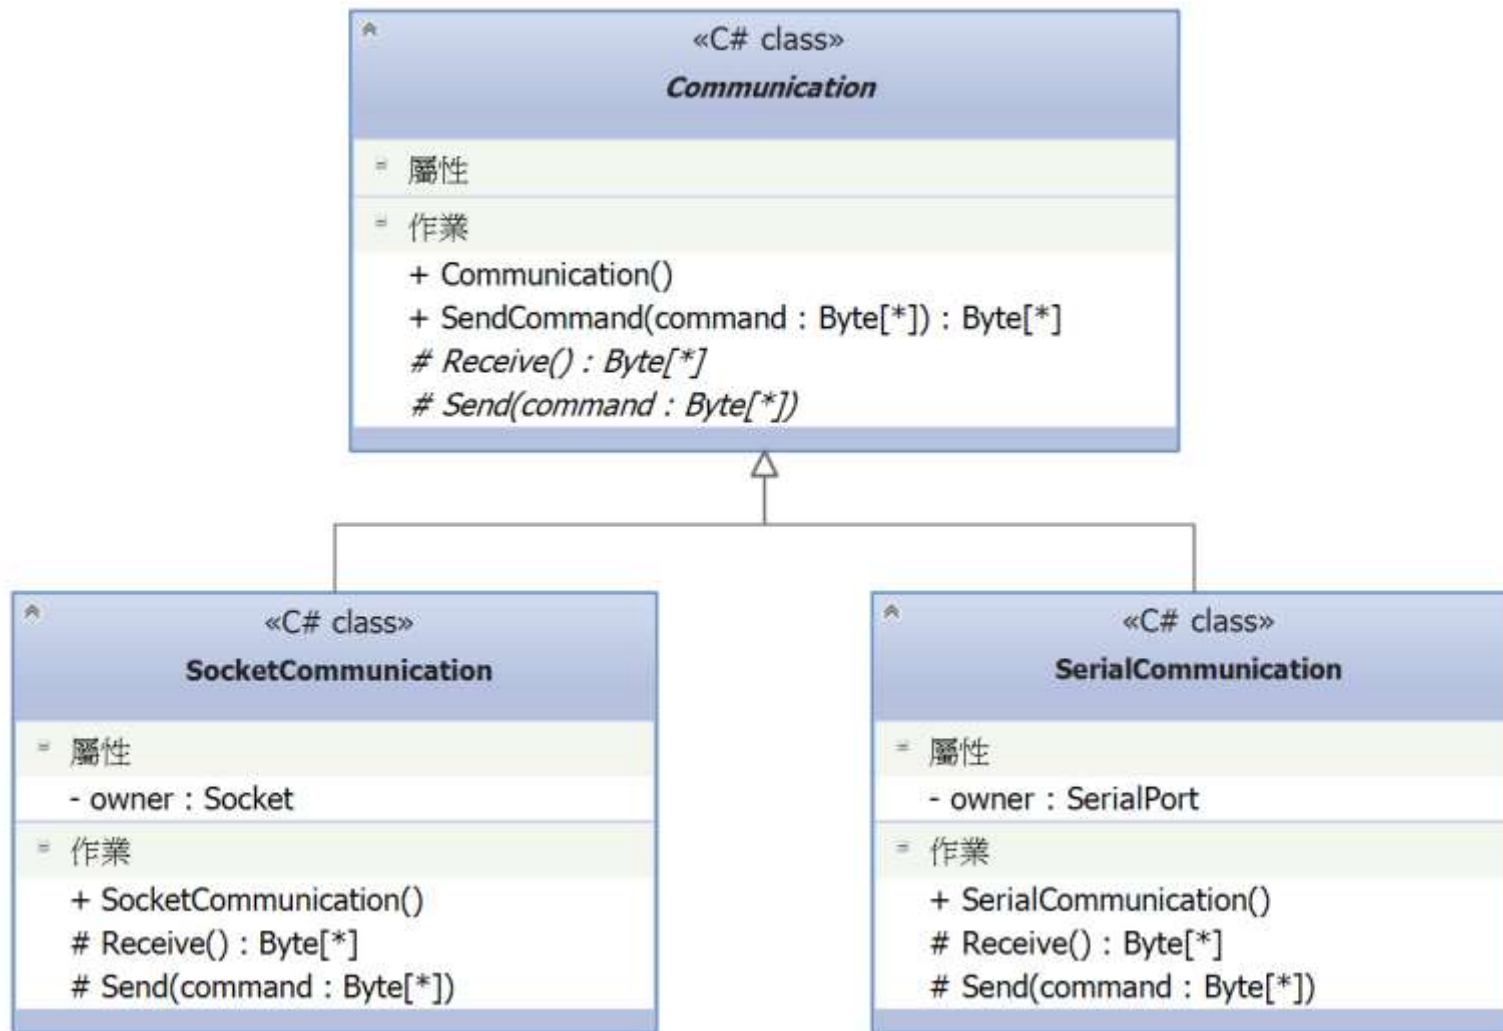 «C# class»
Communication
屬性
作業
+ Communication()
+ SendCommand(command : Byte[*]) : Byte[*]
# Receive() : Byte[*]
# Send(command : Byte[*])
«C# class»
SocketCommunication
屬性
- owner : Socket
作業
+ SocketCommunication()
# Receive() : Byte[*]
# Send(command : Byte[*])
«C# class»
SerialCommunication
屬性
- owner : SerialPort
作業
+ SerialCommunication()
# Receive() : Byte[*]
# Send(command : Byte[*])